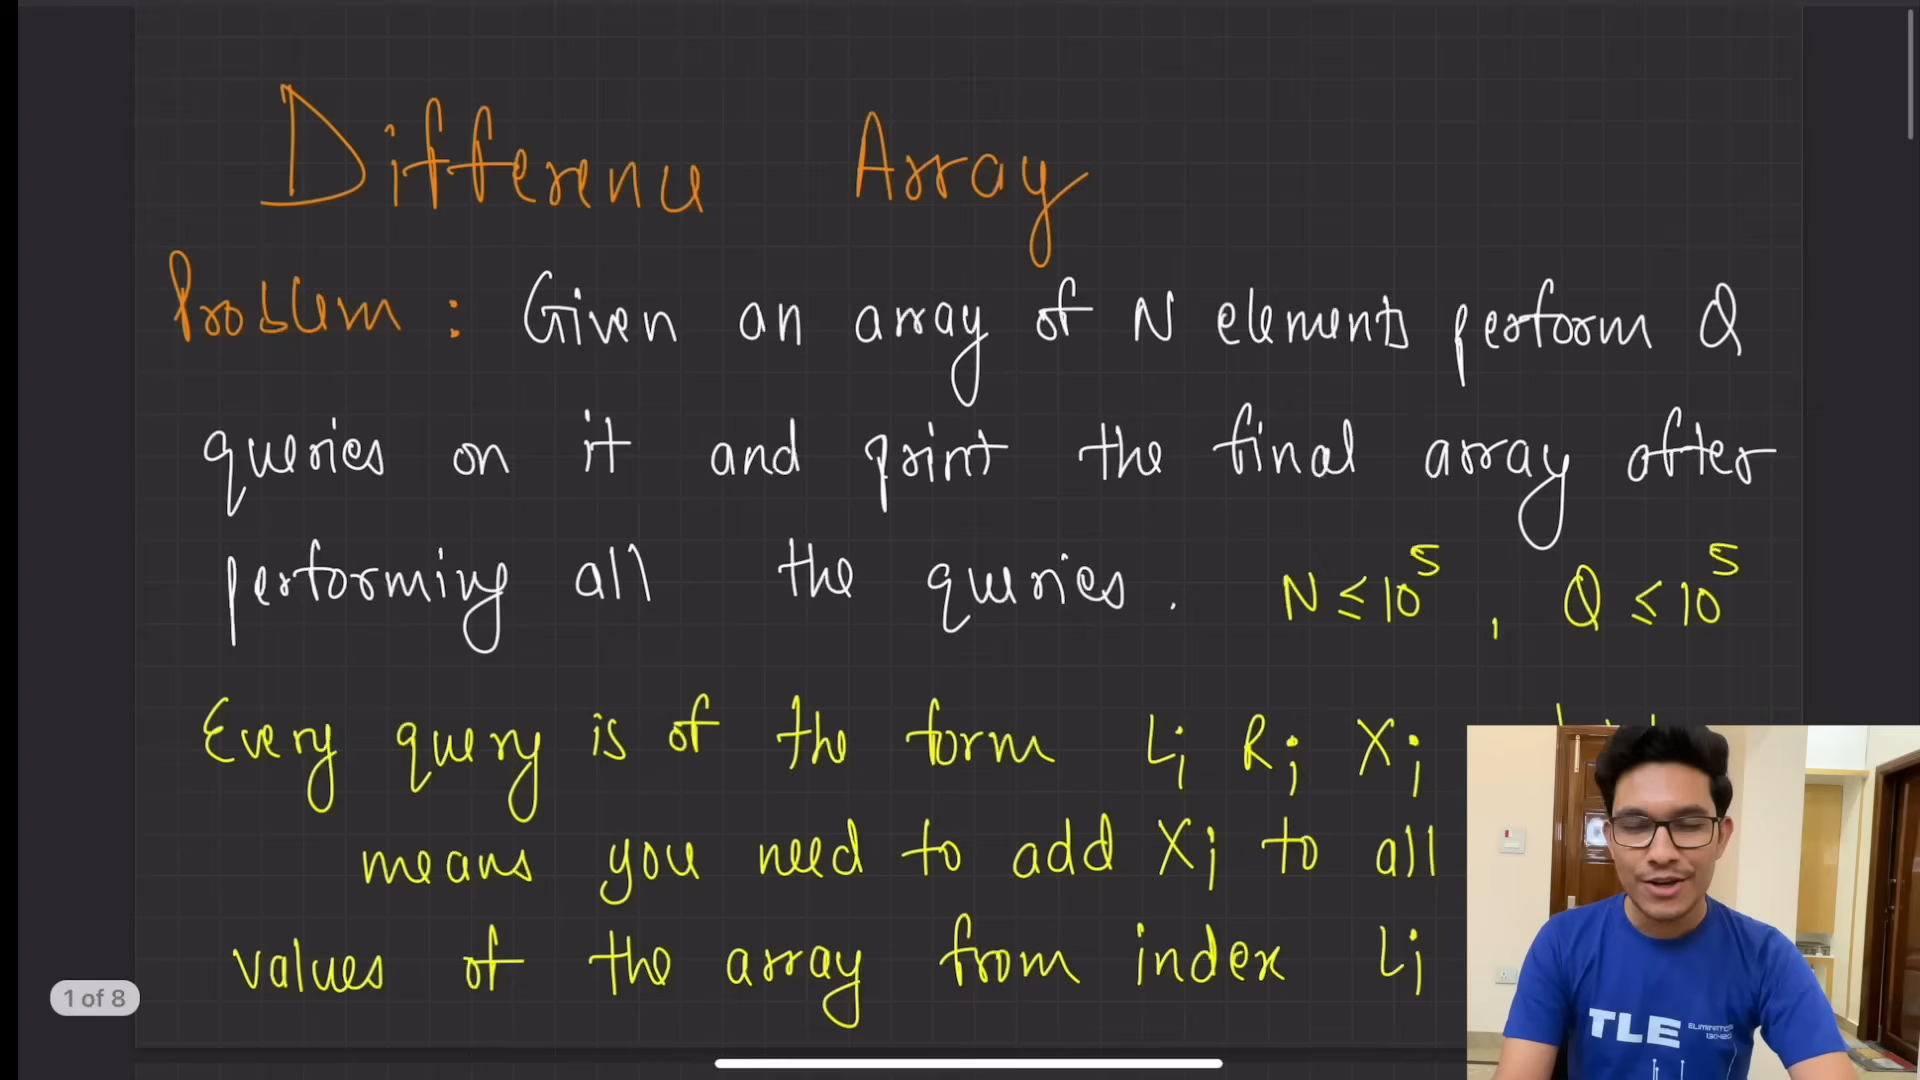 Difference Array
Problem : Given an array of N elements perform Q
queries on it and print the final array after
performing all the queries. N ≤ 10^5 , Q ≤ 10^5
Every query is of the form Li Ri Xi
means you need to add Xi to all
values of the array from index Li
1 of 8
TLE